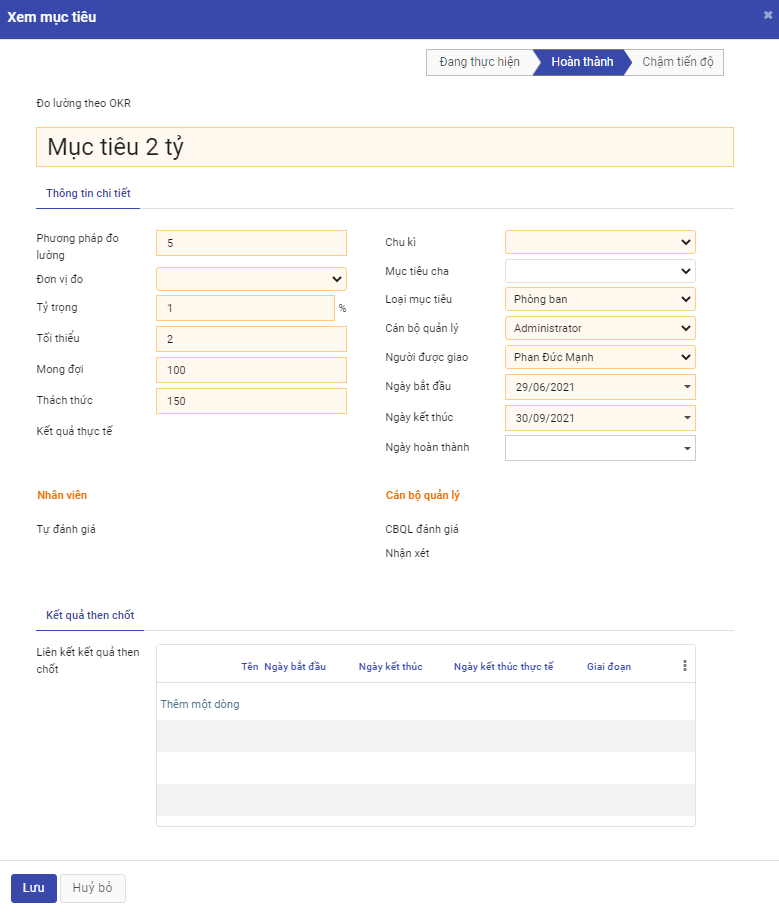 Xem mục tiêu
Đang thực hiện
Hoàn thành
Chậm tiến độ
Đo lường theo OKR
Mục tiêu 2 tỷ
Thông tin chi tiết
Phương pháp đo lường
5
Đơn vị đo
Tỷ trọng
1
%
Tối thiểu
2
Mong đợi
100
Thách thức
150
Kết quả thực tế
Chu kì
Mục tiêu cha
Loại mục tiêu
Phòng ban
Cán bộ quản lý
Administrator
Người được giao
Phan Đức Mạnh
Ngày bắt đầu
29/06/2021
Ngày kết thúc
30/09/2021
Ngày hoàn thành
Nhân viên
Tự đánh giá
Cán bộ quản lý
CBQL đánh giá
Nhận xét
Kết quả then chốt
Liên kết kết quả then chốt
Tên Ngày bắt đầu Ngày kết thúc Ngày kết thúc thực tế Giai đoạn
Thêm một dòng
Lưu
Huỷ bỏ